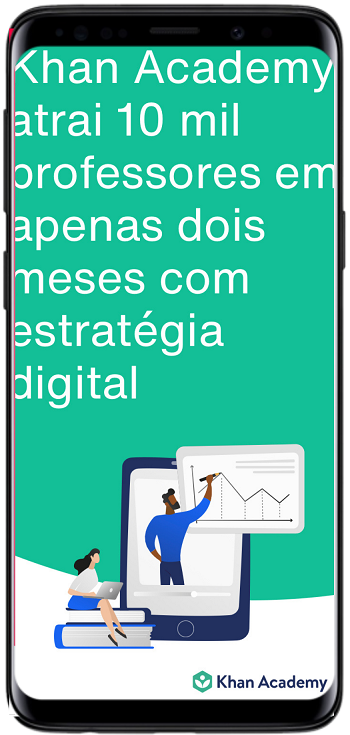 Khan Academy
atrai 10 mil
professores em
apenas dois
meses com
estratégia
digital
Khan Academy